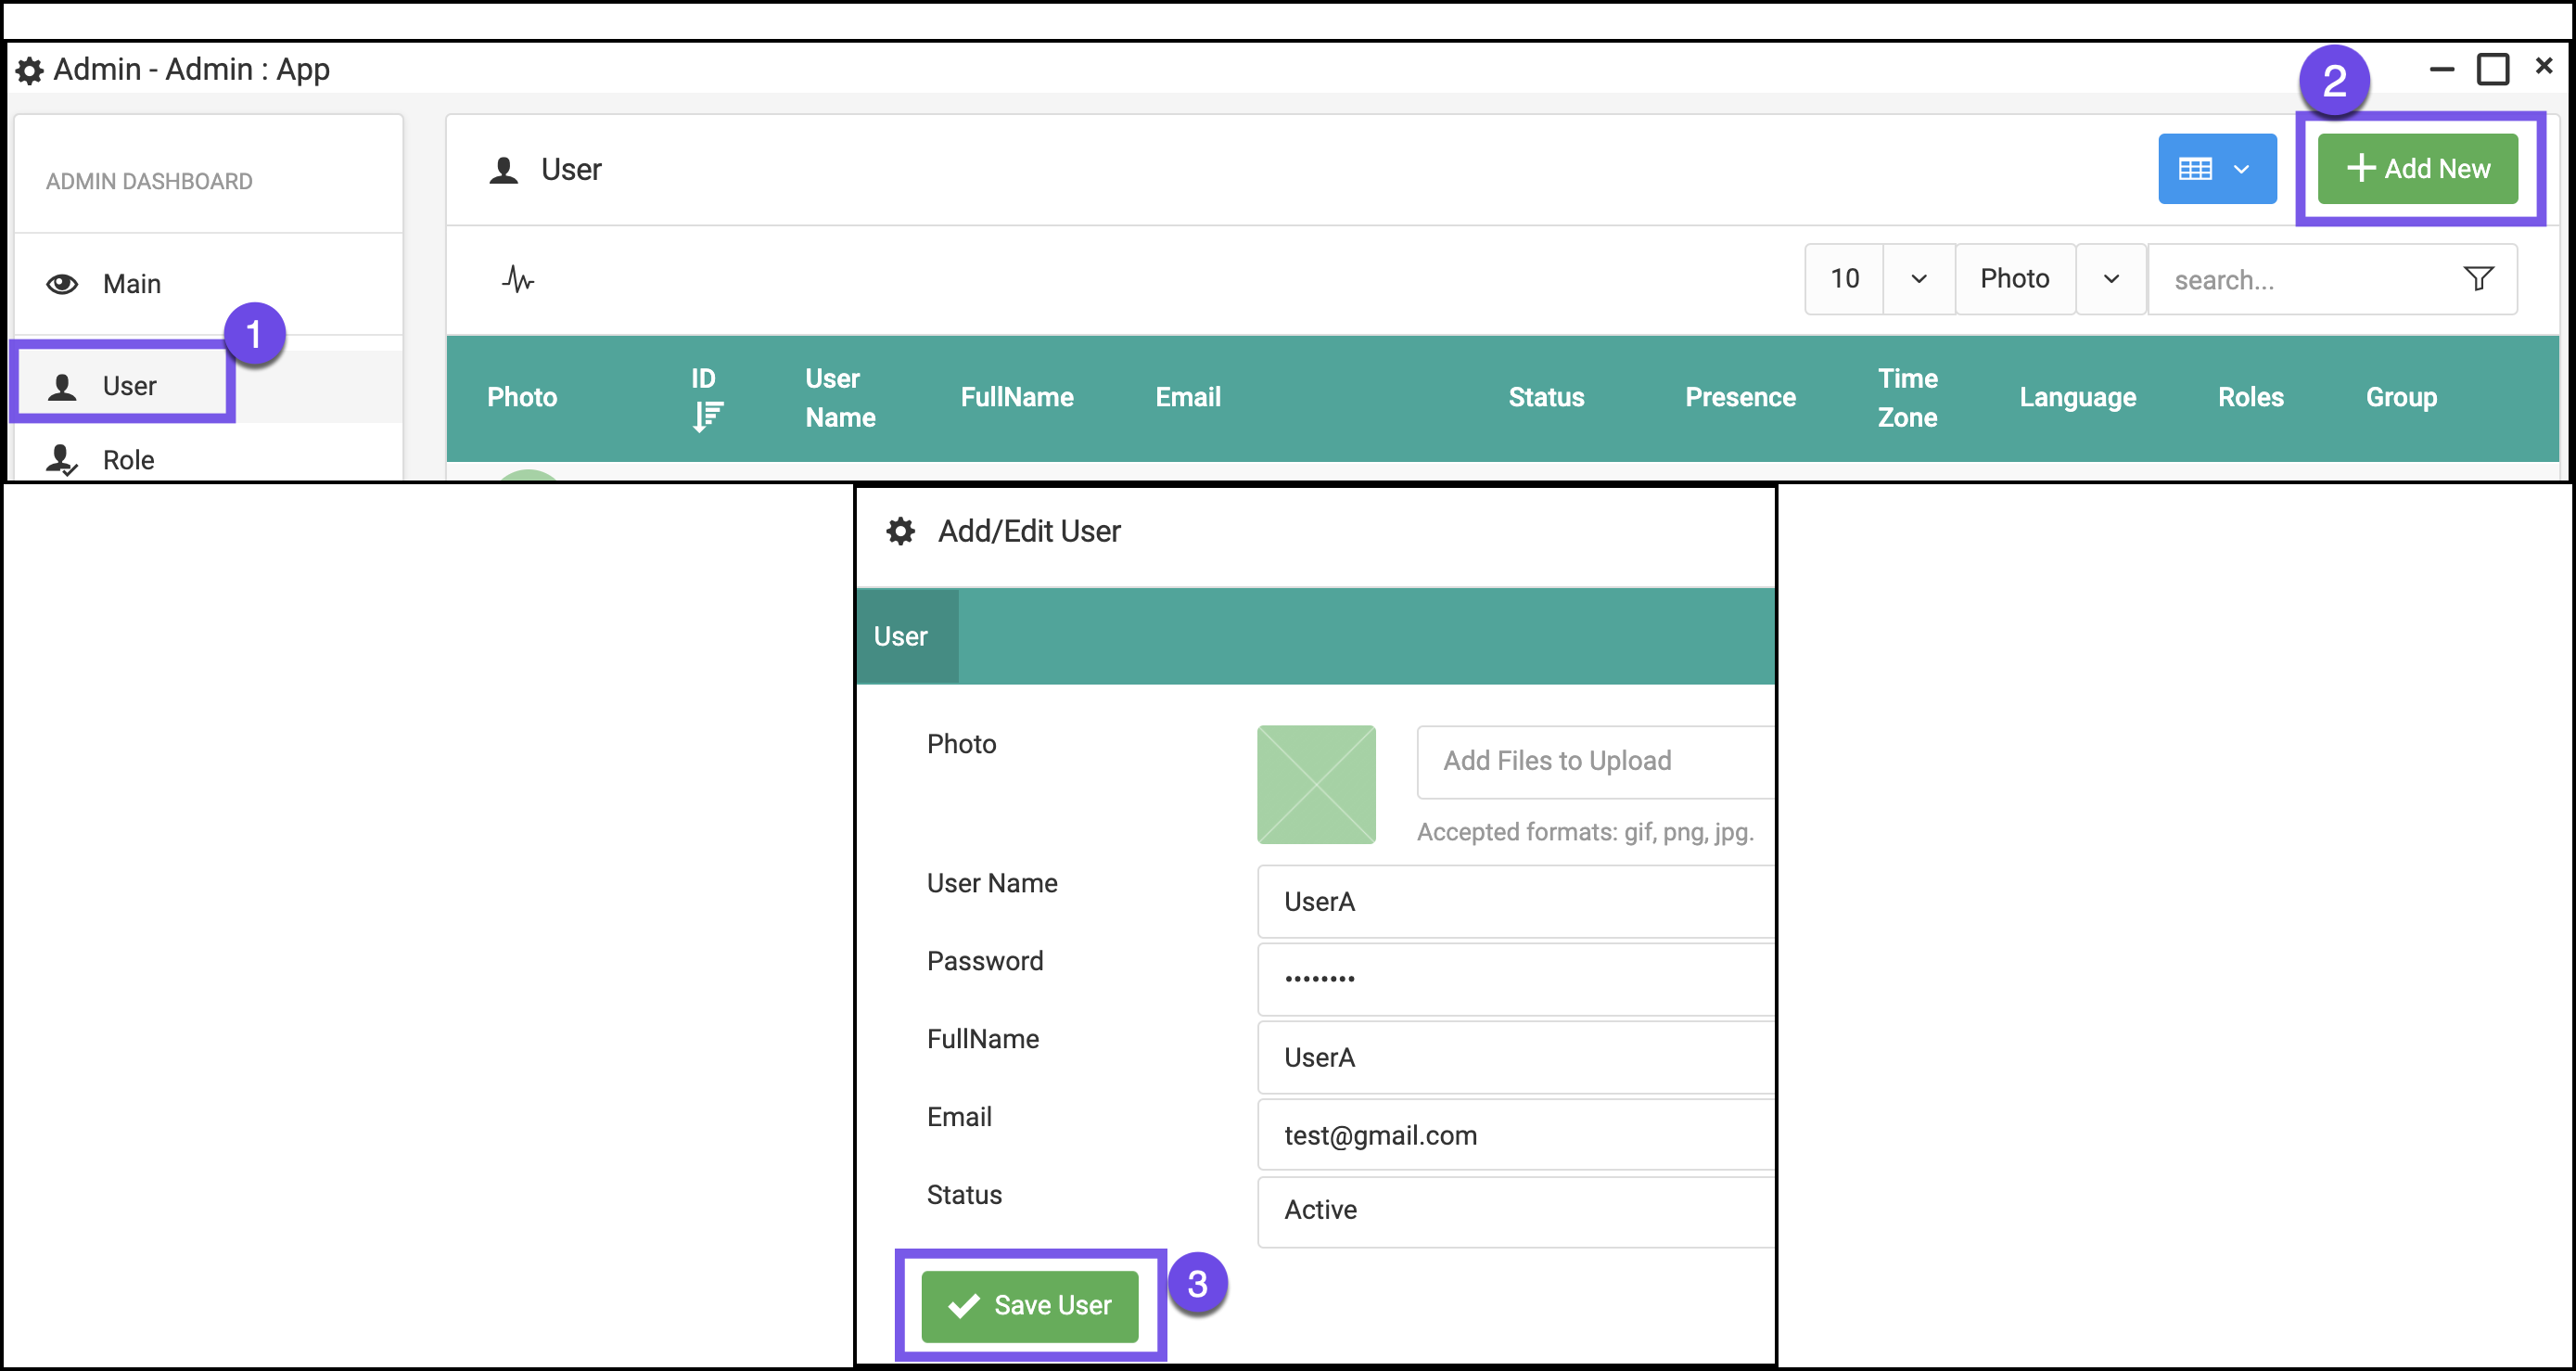 Admin - Admin : App
2
ADMIN DASHBOARD
User
Add New
Main
10
Photo
search...
1
User
Role
Photo
ID
User Name
FullName
Email
Status
Presence
Time Zone
Language
Roles
Group
Add/Edit User
User
Photo
Add Files to Upload
Accepted formats: gif, png, jpg.
User Name
UserA
Password
••••••••
FullName
UserA
Email
test@gmail.com
Status
Active
Save User
3